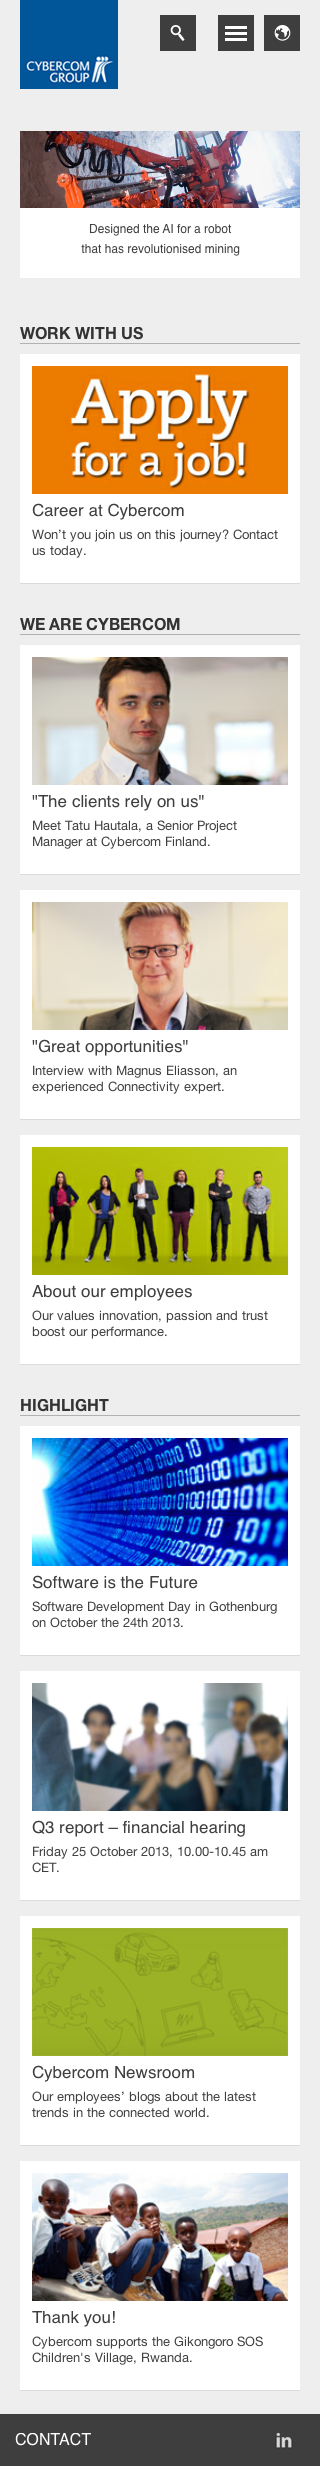 CYBERCOM
GROUP
Designed the AI for a robot
that has revolutionised mining
WORK WITH US
Apply
for a job!
Career at Cybercom
Won’t you join us on this journey? Contact
us today.
WE ARE CYBERCOM
"The clients rely on us"
Meet Tatu Hautala, a Senior Project
Manager at Cybercom Finland.
"Great opportunities"
Interview with Magnus Eliasson, an
experienced Connectivity expert.
About our employees
Our values innovation, passion and trust
boost our performance.
HIGHLIGHT
Software is the Future
Software Development Day in Gothenburg
on October the 24th 2013.
Q3 report – financial hearing
Friday 25 October 2013, 10.00-10.45 am
CET.
Cybercom Newsroom
Our employees’ blogs about the latest
trends in the connected world.
Thank you!
Cybercom supports the Gikongoro SOS
Children's Village, Rwanda.
CONTACT
in